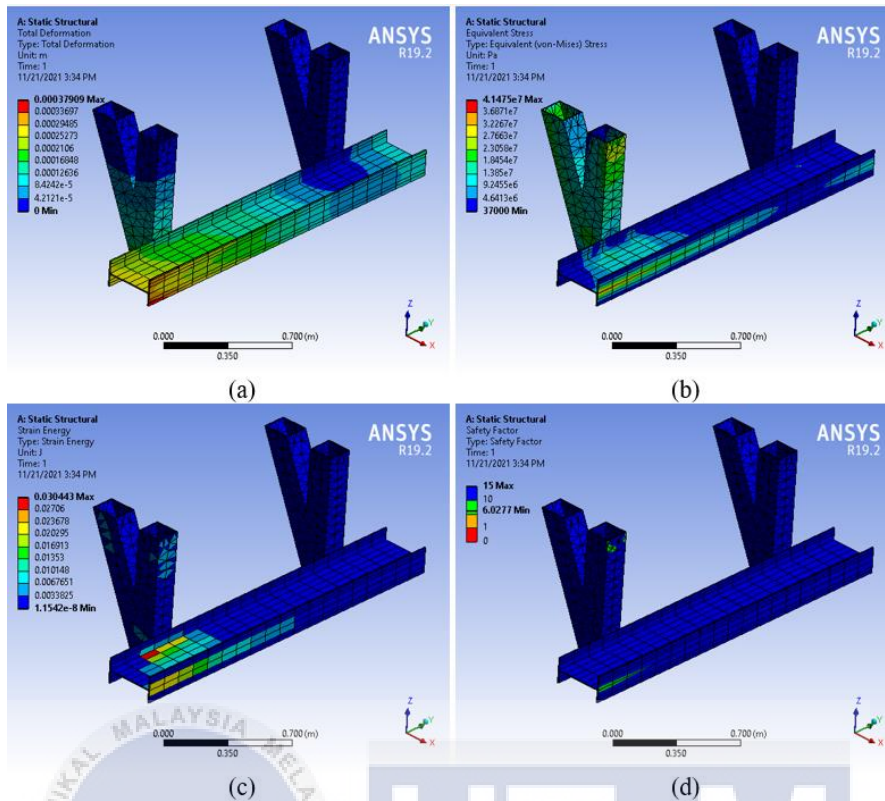 A: Static Structural
Total Deformation
Type: Total Deformation
Unit: m
Time: 1
11/21/2021 3:34 PM
ANSYS
R19.2
0.00037909 Max
0.00033697
0.00029485
0.00025273
0.0002106
0.00016848
0.00012636
8.4242e-5
4.2121e-5
0 Min
Z
Y
X
0.000
0.700 (m)
0.350
(a)
A: Static Structural
Equivalent Stress
Type: Equivalent (von-Mises) Stress
Unit: Pa
Time: 1
11/21/2021 3:34 PM
ANSYS
R19.2
4.1475e7 Max
3.6871e7
3.2267e7
2.7663e7
2.3058e7
1.8454e7
1.385e7
9.2455e6
4.6413e6
37000 Min
Z
Y
X
0.000
0.700 (m)
0.350
(b)
A: Static Structural
Strain Energy
Type: Strain Energy
Unit: J
Time: 1
11/21/2021 3:34 PM
ANSYS
R19.2
0.030443 Max
0.02706
0.023678
0.020295
0.016913
0.01353
0.010148
0.0067651
0.0033825
1.1542e-8 Min
Z
Y
X
0.000
0.700 (m)
0.350
(c)
A: Static Structural
Safety Factor
Type: Safety Factor
Time: 1
11/21/2021 3:34 PM
ANSYS
R19.2
15 Max
10
6.0277 Min
1
0
Z
Y
X
0.000
0.700 (m)
0.350
(d)
MALAYSIA